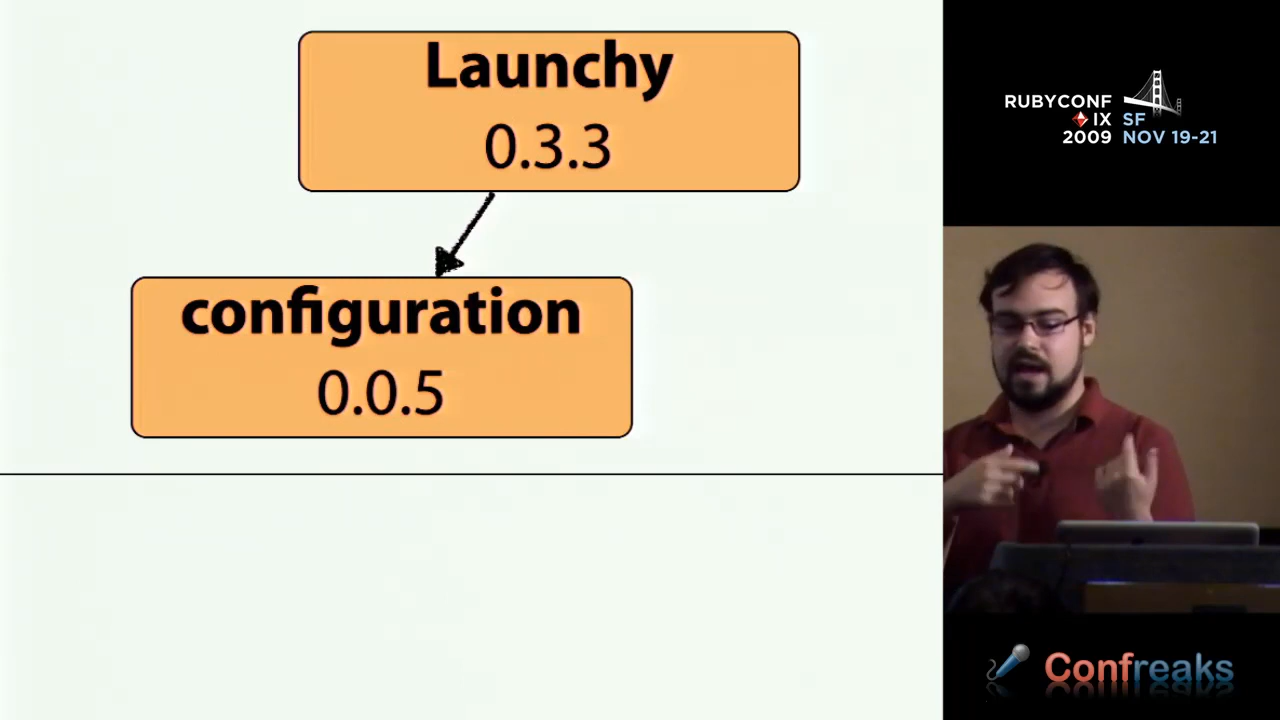 Launchy
0.3.3
configuration
0.0.5
RUBYCONF
IX SF
2009 NOV 19-21
Confreaks